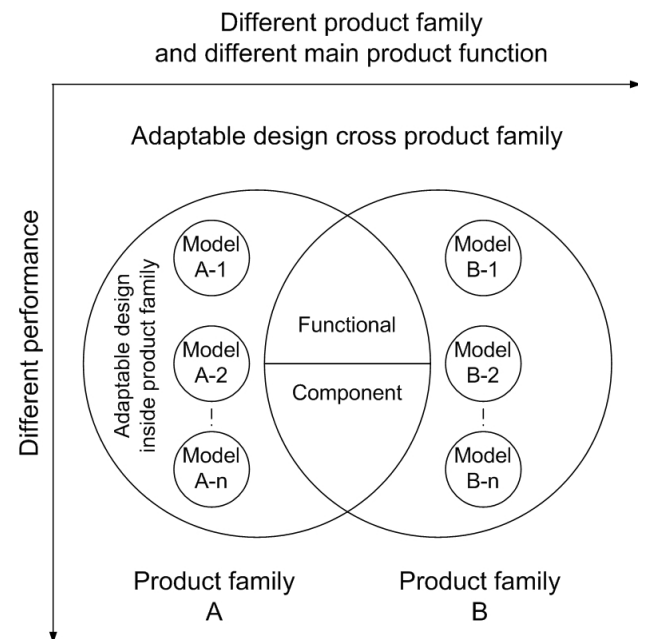 Different product family
and different main product function
Adaptable design cross product family
Different performance
Adaptable design
inside product family
Model
A-1
Model
B-1
Functional
Model
A-2
Model
B-2
Component
Model
A-n
Model
B-n
Product family
A
Product family
B